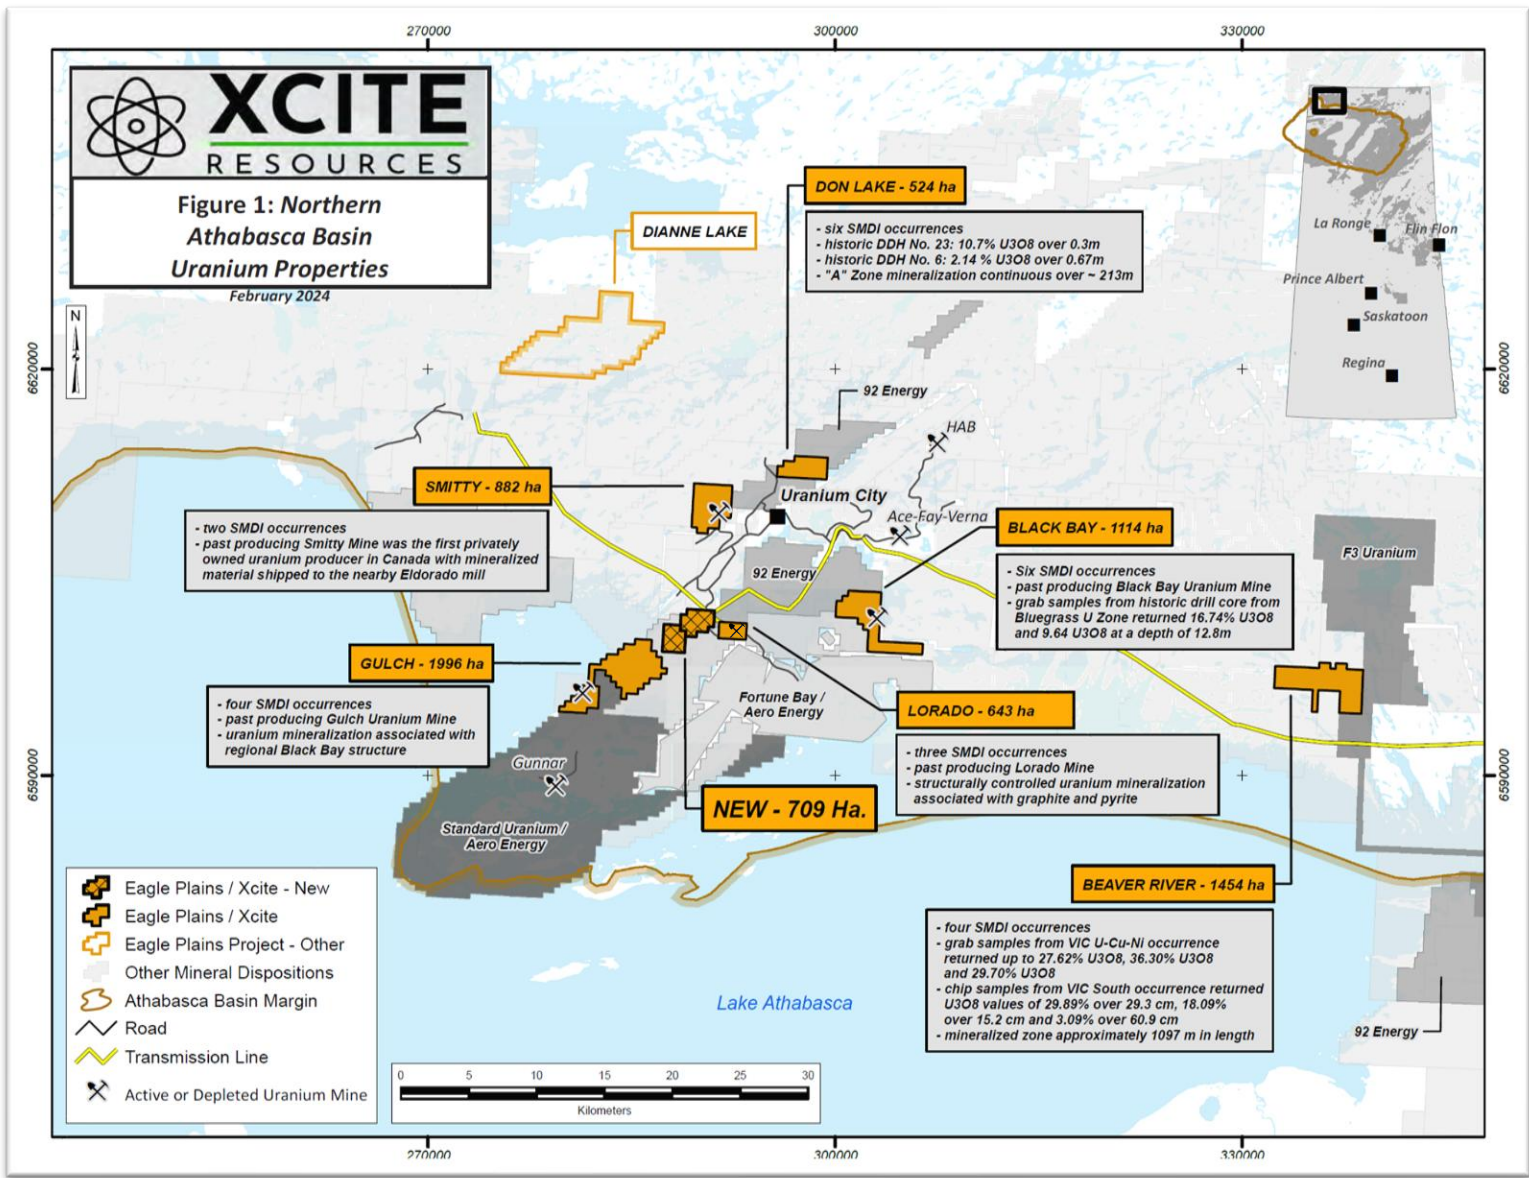 270000
300000
330000
XCITE
RESOURCES
Figure 1: Northern
Athabasca Basin
Uranium Properties
February 2024
N
6620000
6620000
6590000
6590000
DIANNE LAKE
DON LAKE - 524 ha
- six SMDI occurrences
- historic DDH No. 23: 10.7% U3O8 over 0.3m
- historic DDH No. 6: 2.14 % U3O8 over 0.67m
- "A" Zone mineralization continuous over ~ 213m
La Ronge
Flin Flon
Prince Albert
Saskatoon
Regina
92 Energy
HAB
SMITTY - 882 ha
- two SMDI occurrences
- past producing Smitty Mine was the first privately
owned uranium producer in Canada with mineralized
material shipped to the nearby Eldorado mill
Uranium City
Ace-Fay-Verna
92 Energy
BLACK BAY - 1114 ha
- Six SMDI occurrences
- past producing Black Bay Uranium Mine
- grab samples from historic drill core from
Bluegrass U Zone returned 16.74% U3O8
and 9.64 U3O8 at a depth of 12.8m
F3 Uranium
GULCH - 1996 ha
- four SMDI occurrences
- past producing Gulch Uranium Mine
- uranium mineralization associated with
regional Black Bay structure
Fortune Bay /
Aero Energy
LORADO - 643 ha
- three SMDI occurrences
- past producing Lorado Mine
- structurally controlled uranium mineralization
associated with graphite and pyrite
Gunnar
Standard Uranium /
Aero Energy
NEW - 709 Ha.
BEAVER RIVER - 1454 ha
- four SMDI occurrences
- grab samples from VIC U-Cu-Ni occurrence
returned up to 27.62% U3O8, 36.30% U3O8
and 29.70% U3O8
- chip samples from VIC South occurrence returned
U3O8 values of 29.89% over 29.3 cm, 18.09%
over 15.2 cm and 3.09% over 60.9 cm
- mineralized zone approximately 1097 m in length
92 Energy
Lake Athabasca
Eagle Plains / Xcite - New
Eagle Plains / Xcite
Eagle Plains Project - Other
Other Mineral Dispositions
Athabasca Basin Margin
Road
Transmission Line
Active or Depleted Uranium Mine
0 5 10 15 20 25 30
Kilometers
270000
300000
330000